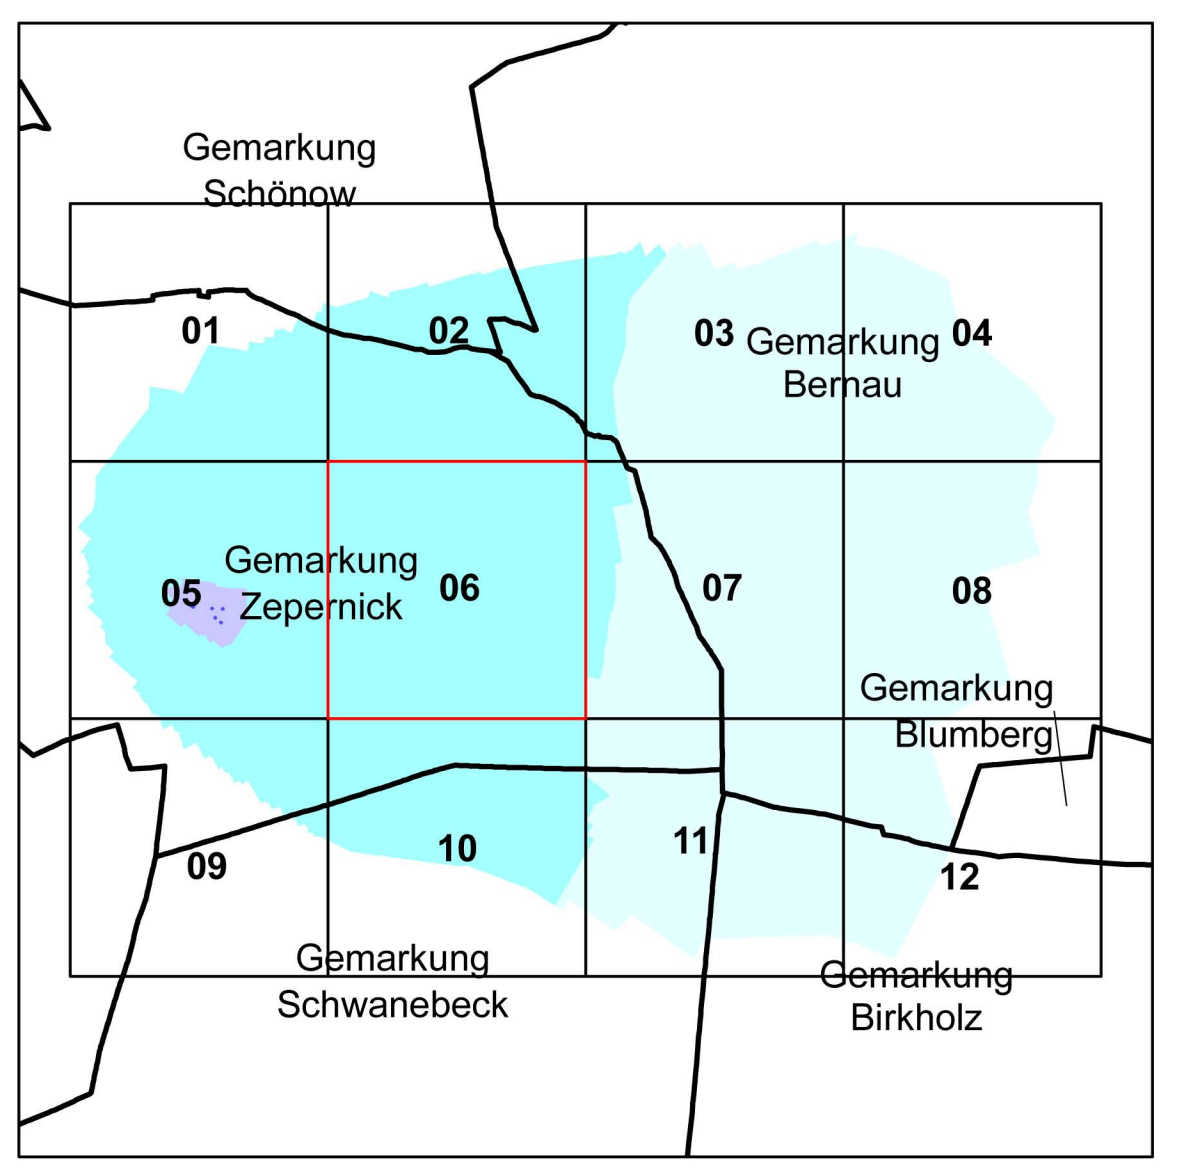 Gemarkung
Schönow
01
02
03
Gemarkung
Bernau
04
05
Gemarkung
Zepernick
06
07
08
Gemarkung
Blumberg
09
10
11
12
Gemarkung
Schwanebeck
Gemarkung
Birkholz